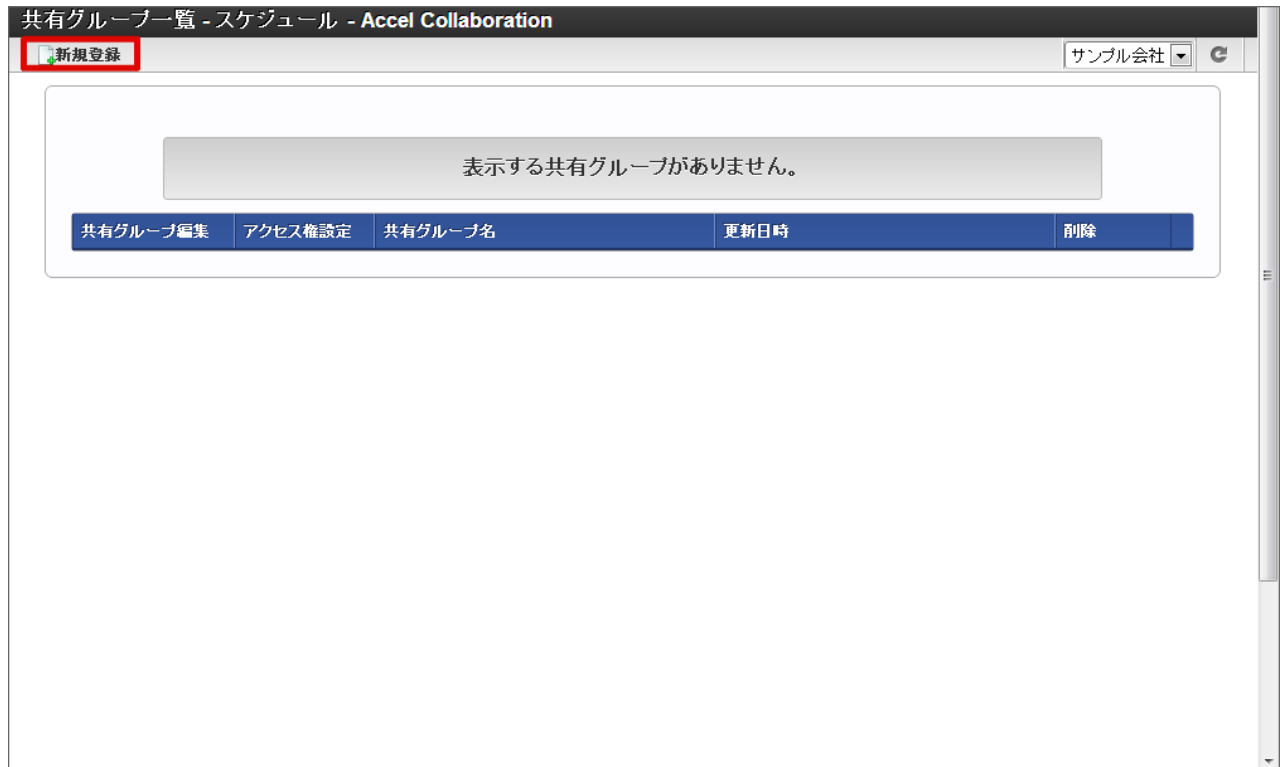 共有グループ一覧 - スケジュール - Accel Collaboration
新規登録 サンプル会社
表示する共有グループがありません。
共有グループ編集 アクセス権設定 共有グループ名 更新日時 削除